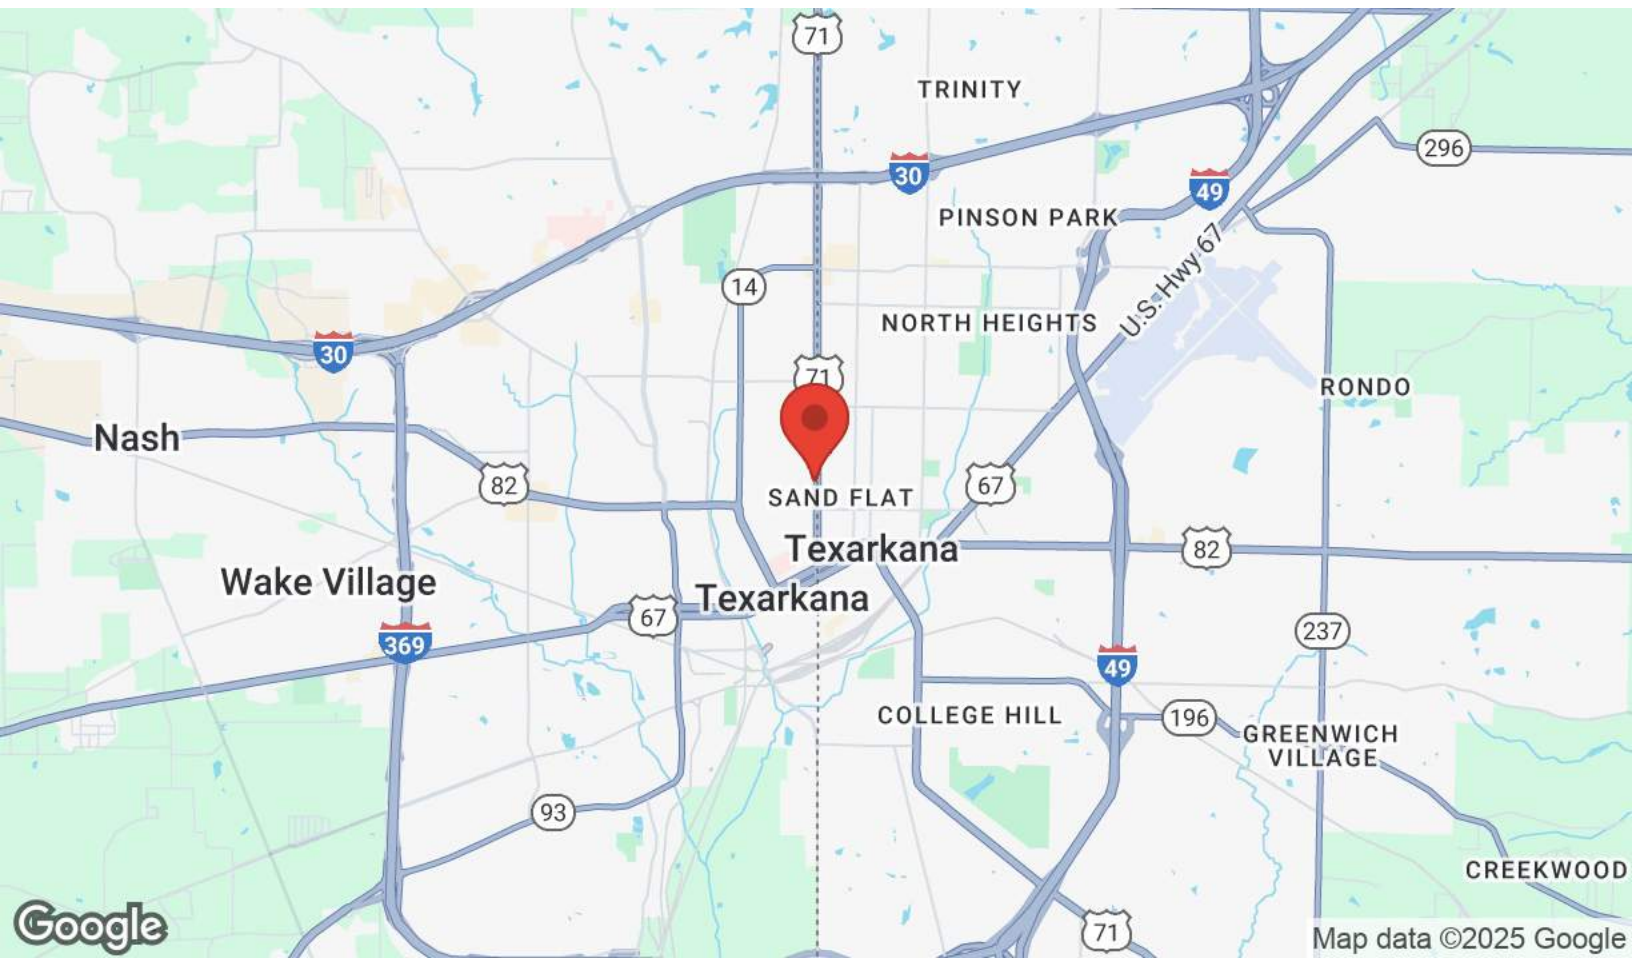 71
TRINITY
296
30
49
PINSON PARK
U.S. Hwy 67
14
NORTH HEIGHTS
30
71
RONDO
Nash
82
67
SAND FLAT
Texarkana
82
Wake Village
Texarkana
67
369
237
49
COLLEGE HILL
196
GREENWICH
VILLAGE
93
CREEKWOOD
Google
71
Map data ©2025 Google